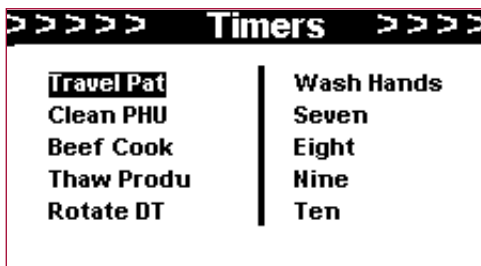 >>>>> Timers >>>>
Travel Pat
Clean PHU
Beef Cook
Thaw Produ
Rotate DT
Wash Hands
Seven
Eight
Nine
Ten